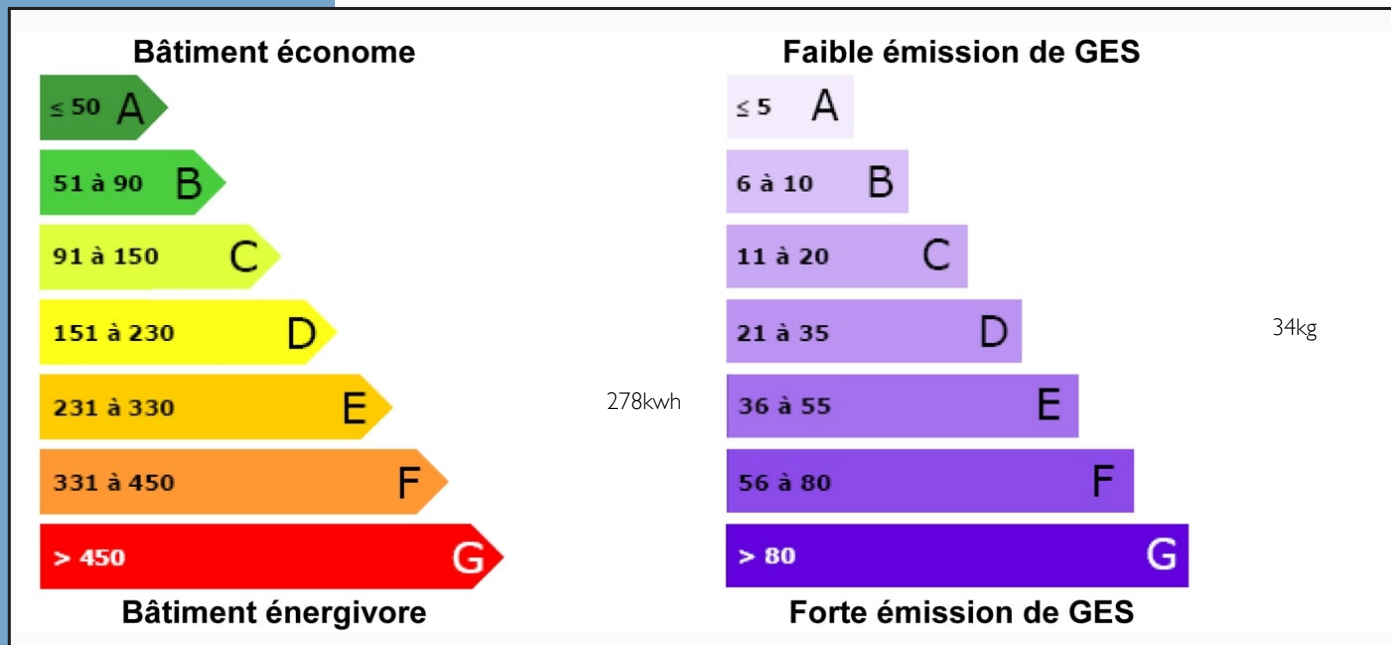 Bâtiment économe
≤ 50 A
51 à 90 B
91 à 150 C
151 à 230 D
231 à 330 E
278kwh
331 à 450 F
> 450 G
Bâtiment énergivore
Faible émission de GES
≤ 5 A
6 à 10 B
11 à 20 C
21 à 35 D
34kg
36 à 55 E
56 à 80 F
> 80 G
Forte émission de GES